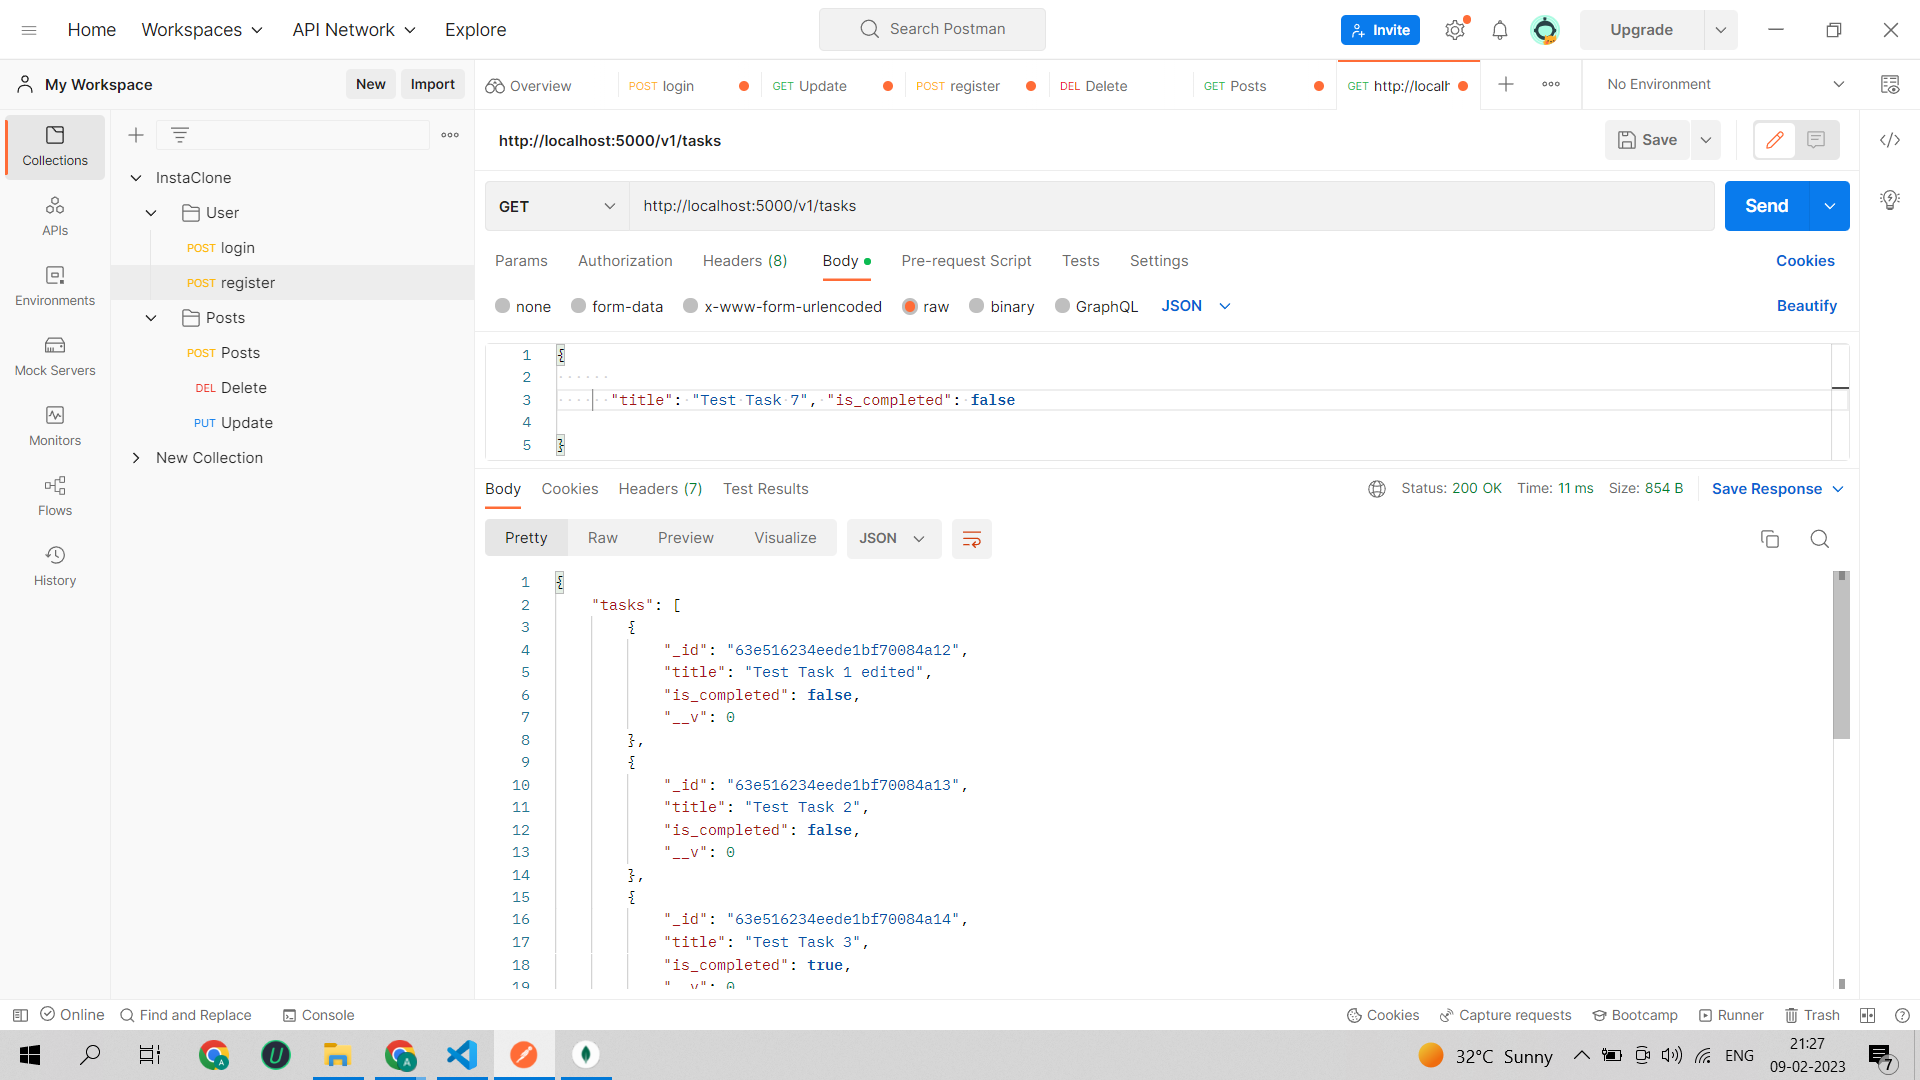 Home Workspaces API Network Explore Search Postman Invite Upgrade
My Workspace New Import Overview POST login GET Update POST register DEL Delete GET Posts GET http://localh No Environment
Collections
APIs
Environments
Mock Servers
Monitors
Flows
History
InstaClone
User
POST login
POST register
Posts
POST Posts
DEL Delete
PUT Update
New Collection
http://localhost:5000/v1/tasks Save
GET http://localhost:5000/v1/tasks Send
Params Authorization Headers (8) Body Pre-request Script Tests Settings Cookies
none form-data x-www-form-urlencoded raw binary GraphQL JSON Beautify
1 {
2
3 "title": "Test Task 7", "is_completed": false
4
5 }
Body Cookies Headers (7) Test Results Status: 200 OK Time: 11 ms Size: 854 B Save Response
Pretty Raw Preview Visualize JSON
1 {
2 "tasks": [
3 {
4 "_id": "63e516234eede1bf70084a12",
5 "title": "Test Task 1 edited",
6 "is_completed": false,
7 "__v": 0
8 },
9 {
10 "_id": "63e516234eede1bf70084a13",
11 "title": "Test Task 2",
12 "is_completed": false,
13 "__v": 0
14 },
15 {
16 "_id": "63e516234eede1bf70084a14",
17 "title": "Test Task 3",
18 "is_completed": true,
19 "__v": 0
Online Find and Replace Console Cookies Capture requests Bootcamp Runner Trash
32°C Sunny ENG 21:27
09-02-2023 7